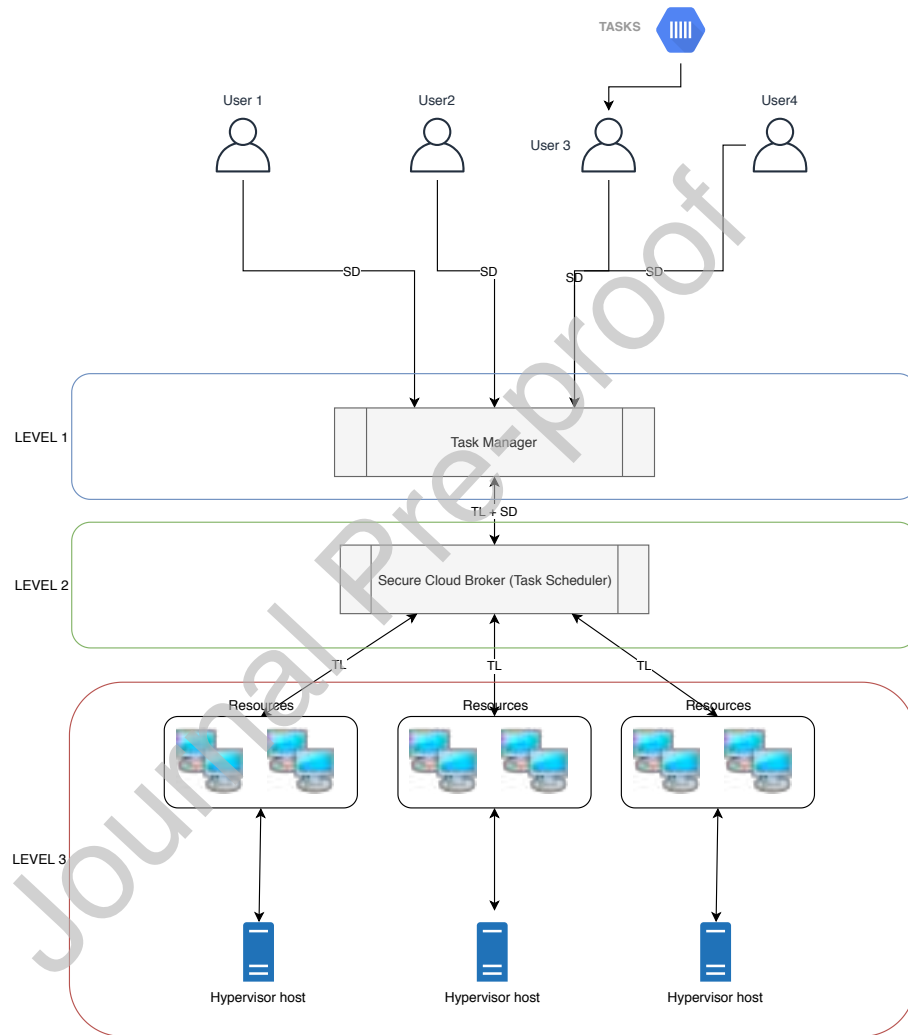 TASKS
User 1
User2
User 3
User4
SD
SD
SD
SD
LEVEL 1
Task Manager
TL + SD
LEVEL 2
Secure Cloud Broker (Task Scheduler)
TL
TL
TL
Resources
Resources
Resources
LEVEL 3
Hypervisor host
Hypervisor host
Hypervisor host
Journal Pre-proof